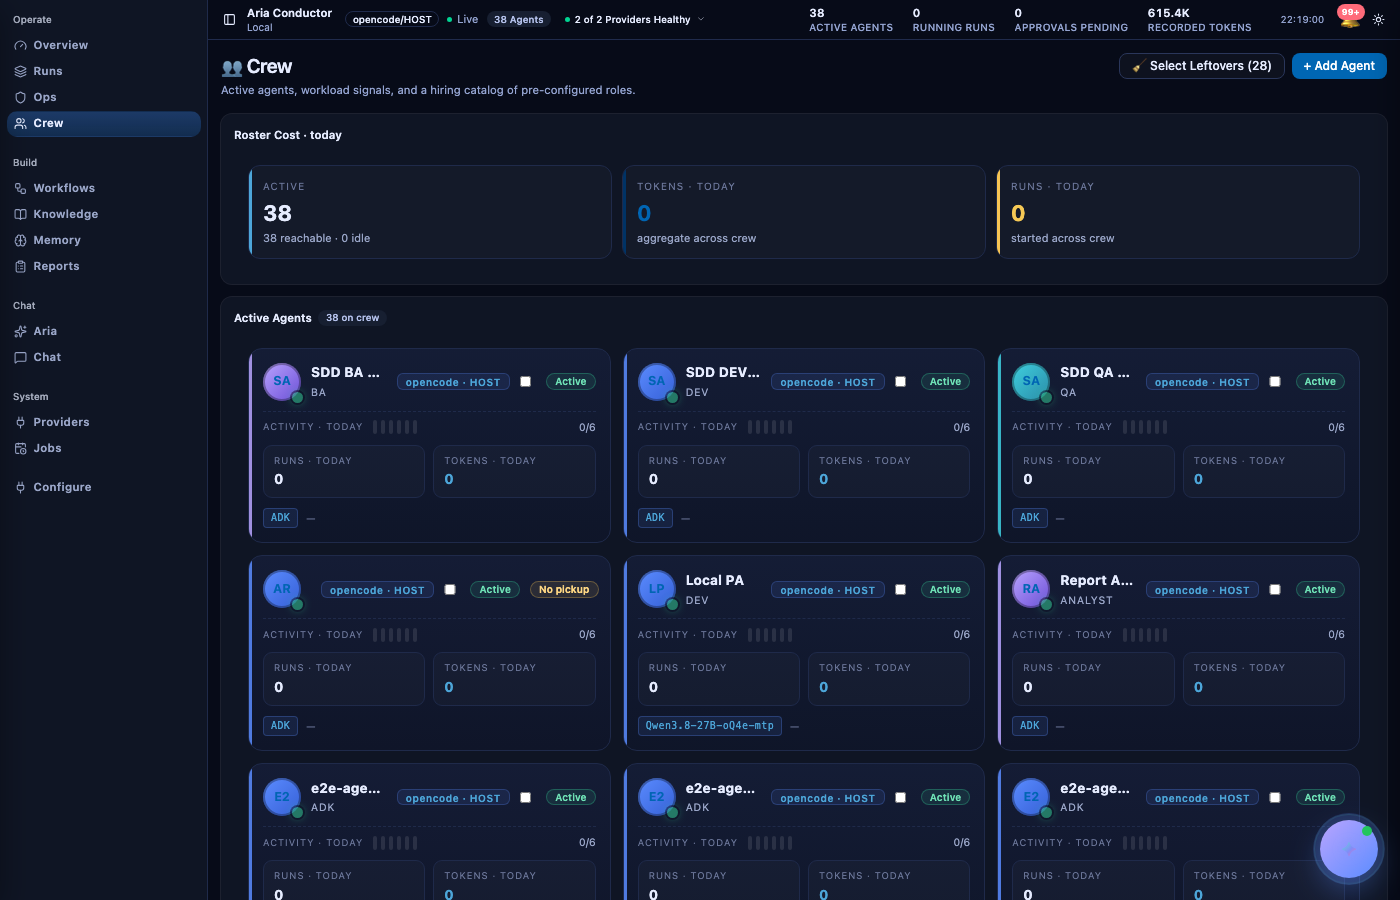 Operate
Overview
Runs
Ops
Crew
Build
Workflows
Knowledge
Memory
Reports
Chat
Aria
Chat
System
Providers
Jobs
Configure
Aria Conductor
Local
opencode/HOST
Live
38 Agents
2 of 2 Providers Healthy
38
ACTIVE AGENTS
0
RUNNING RUNS
0
APPROVALS PENDING
615.4K
RECORDED TOKENS
22:19:00
99+
Crew
Active agents, workload signals, and a hiring catalog of pre-configured roles.
Select Leftovers (28)
+ Add Agent
Roster Cost · today
ACTIVE
38
38 reachable · 0 idle
TOKENS · TODAY
0
aggregate across crew
RUNS · TODAY
0
started across crew
Active Agents
38 on crew
SA
SDD BA ...
BA
opencode · HOST
Active
ACTIVITY · TODAY
0/6
RUNS · TODAY
0
TOKENS · TODAY
0
ADK
—
SA
SDD DEV...
DEV
opencode · HOST
Active
ACTIVITY · TODAY
0/6
RUNS · TODAY
0
TOKENS · TODAY
0
ADK
—
SA
SDD QA ...
QA
opencode · HOST
Active
ACTIVITY · TODAY
0/6
RUNS · TODAY
0
TOKENS · TODAY
0
ADK
—
AR
opencode · HOST
Active
No pickup
ACTIVITY · TODAY
0/6
RUNS · TODAY
0
TOKENS · TODAY
0
ADK
—
LP
Local PA
DEV
opencode · HOST
Active
ACTIVITY · TODAY
0/6
RUNS · TODAY
0
TOKENS · TODAY
0
Qwen3.8-27B-oQ4e-mtp
—
RA
Report A...
ANALYST
opencode · HOST
Active
ACTIVITY · TODAY
0/6
RUNS · TODAY
0
TOKENS · TODAY
0
ADK
—
E2
e2e-age...
ADK
opencode · HOST
Active
ACTIVITY · TODAY
0/6
RUNS · TODAY
0
TOKENS · TODAY
0
E2
e2e-age...
ADK
opencode · HOST
Active
ACTIVITY · TODAY
0/6
RUNS · TODAY
0
TOKENS · TODAY
0
E2
e2e-age...
ADK
opencode · HOST
Active
ACTIVITY · TODAY
RUNS · TODAY
0
TOKENS · TODAY
0